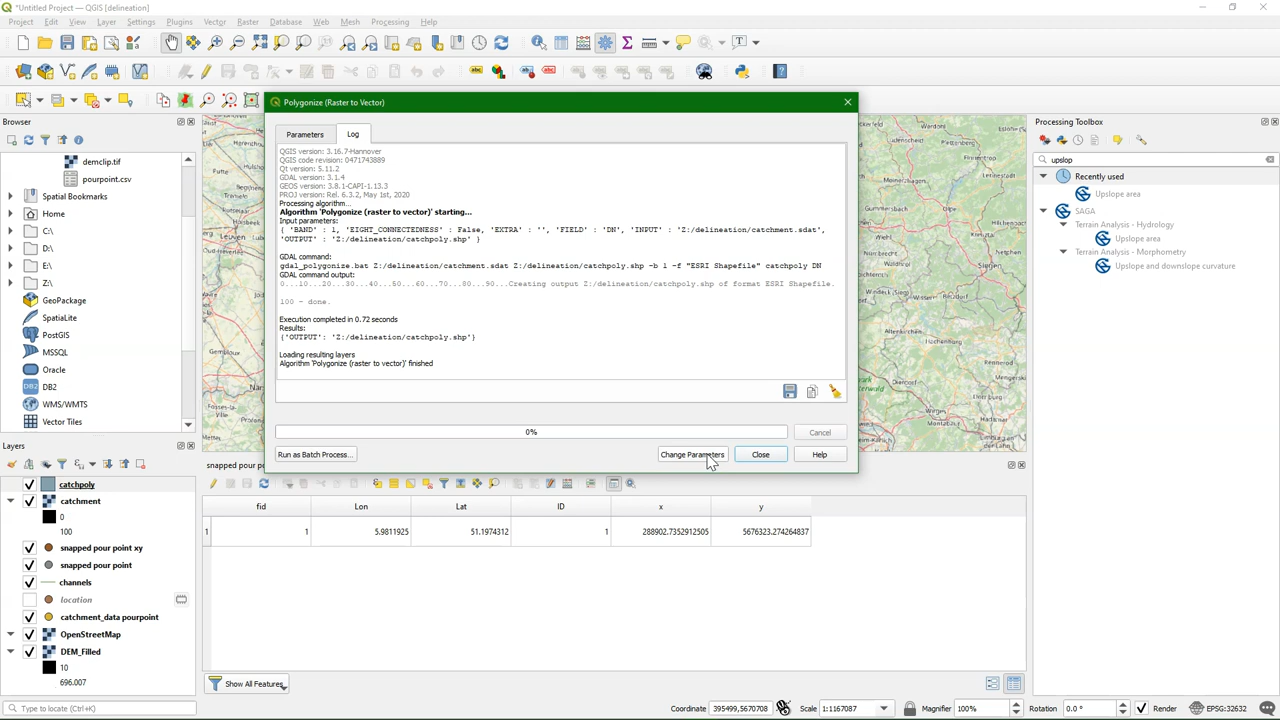 *Untitled Project — QGIS [delineation]
Project Edit View Layer Settings Plugins Vector Raster Database Web Mesh Processing Help
Browser
demclip.tif
pourpoint.csv
Spatial Bookmarks
Home
C:\
D:\
E:\
Z:\
GeoPackage
SpatiaLite
PostGIS
MSSQL
Oracle
DB2
DB2
WMS/WMTS
Vector Tiles
Layers
catchpoly
catchment
0
100
snapped pour point xy
snapped pour point
channels
location
catchment_data pourpoint
OpenStreetMap
DEM_Filled
10
696.007
Type to locate (Ctrl+K)
Polygonize (Raster to Vector)
Parameters Log
QGIS version: 3.16.7-Hannover
QGIS code revision: 0471743889
Qt version: 5.11.2
GDAL version: 3.1.4
GEOS version: 3.8.1-CAPI-1.13.3
PROJ version: Rel. 6.3.2, May 1st, 2020
Processing algorithm…
Algorithm 'Polygonize (raster to vector)' starting…
Input parameters:
{ 'BAND' : 1, 'EIGHT_CONNECTEDNESS' : False, 'EXTRA' : '', 'FIELD' : 'DN', 'INPUT' : 'Z:/delineation/catchment.sdat',
'OUTPUT' : 'Z:/delineation/catchpoly.shp' }
GDAL command:
gdal_polygonize.bat Z:/delineation/catchment.sdat Z:/delineation/catchpoly.shp -b 1 -f "ESRI Shapefile" catchpoly DN
GDAL command output:
0...10...20...30...40...50...60...70...80...90...Creating output Z:/delineation/catchpoly.shp of format ESRI Shapefile.
100 - done.
Execution completed in 0.72 seconds
Results:
{'OUTPUT': 'Z:/delineation/catchpoly.shp'}
Loading resulting layers
Algorithm 'Polygonize (raster to vector)' finished
0%
Cancel
Run as Batch Process… Change Parameters Close Help
snapped pour p
fid Lon Lat ID x y
1 1 5.9811925 51.1974312 1 288902.7352912505 5676323.274264837
Show All Features
Processing Toolbox
upslop
Recently used
Upslope area
SAGA
Terrain Analysis - Hydrology
Upslope area
Terrain Analysis - Morphometry
Upslope and downslope curvature
Coordinate 395499,5670708 Scale 1:1167087 Magnifier 100% Rotation 0.0 ° Render EPSG:32632